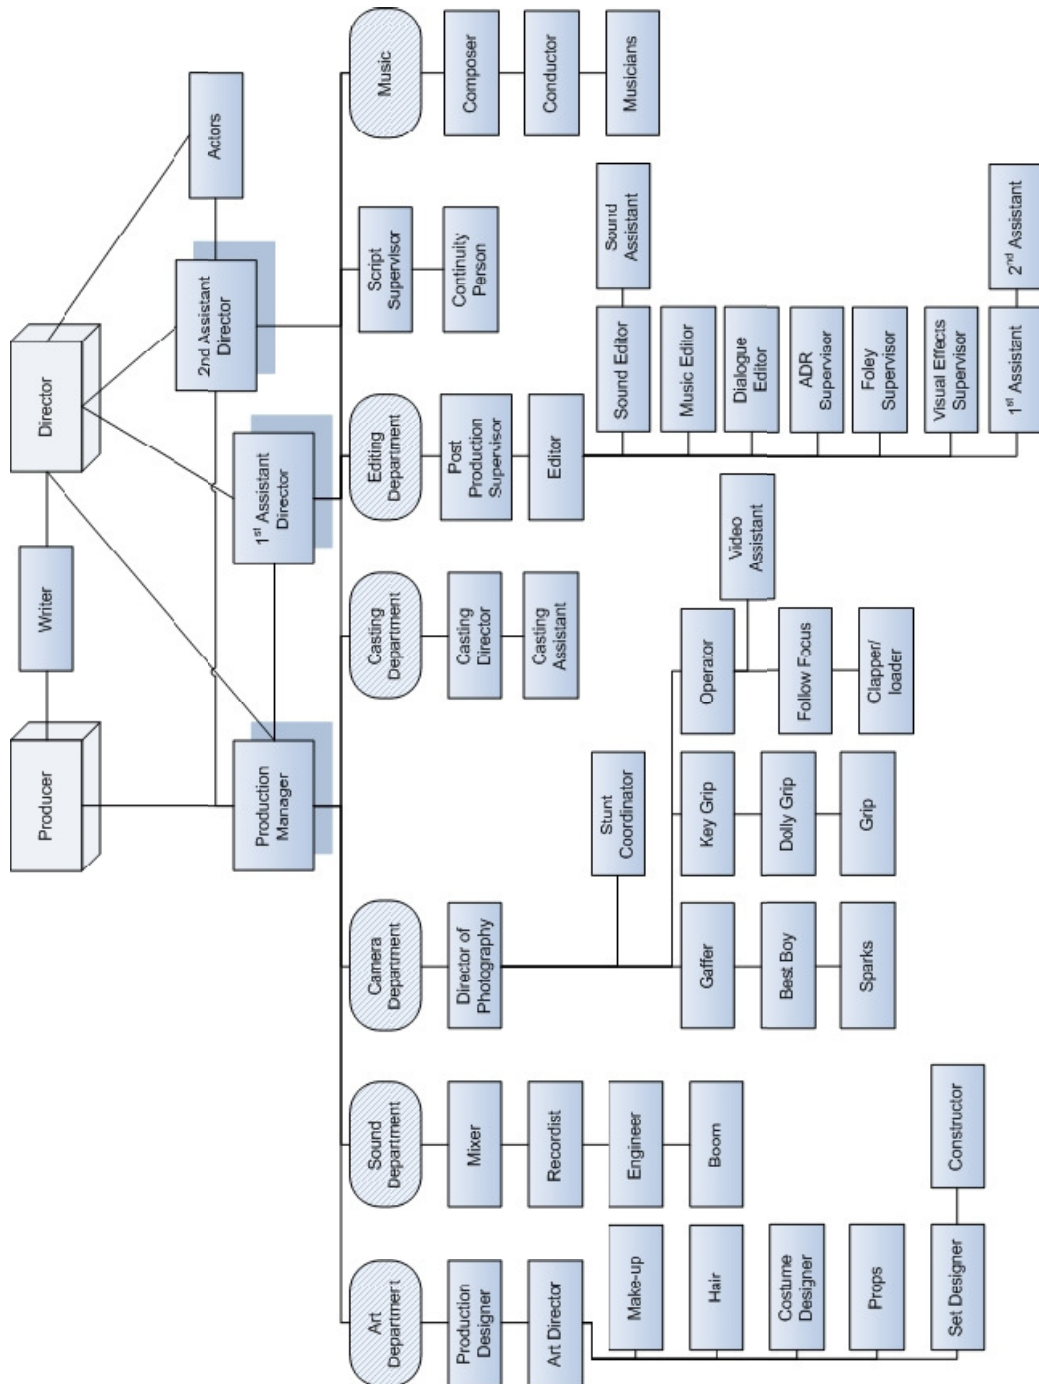 Producer
Writer
Director
Production
Manager
1st Assistant
Director
2nd Assistant
Director
Actors
Art
Department
Sound
Department
Camera
Department
Casting
Department
Editing
Department
Script
Supervisor
Music
Production
Designer
Art Director
Make-up
Hair
Costume
Designer
Props
Set Designer
Constructor
Mixer
Recordist
Engineer
Boom
Director of
Photography
Stunt
Coordinator
Gaffer
Best Boy
Sparks
Key Grip
Dolly Grip
Grip
Operator
Video
Assistant
Follow Focus
Clapper/
loader
Casting
Director
Casting
Assistant
Post
Production
Supervisor
Editor
Sound Editor
Sound
Assistant
Music Editor
Dialogue
Editor
ADR
Supervisor
Foley
Supervisor
Visual Effects
Supervisor
1st Assistant
2nd Assistant
Continuity
Person
Composer
Conductor
Musicians